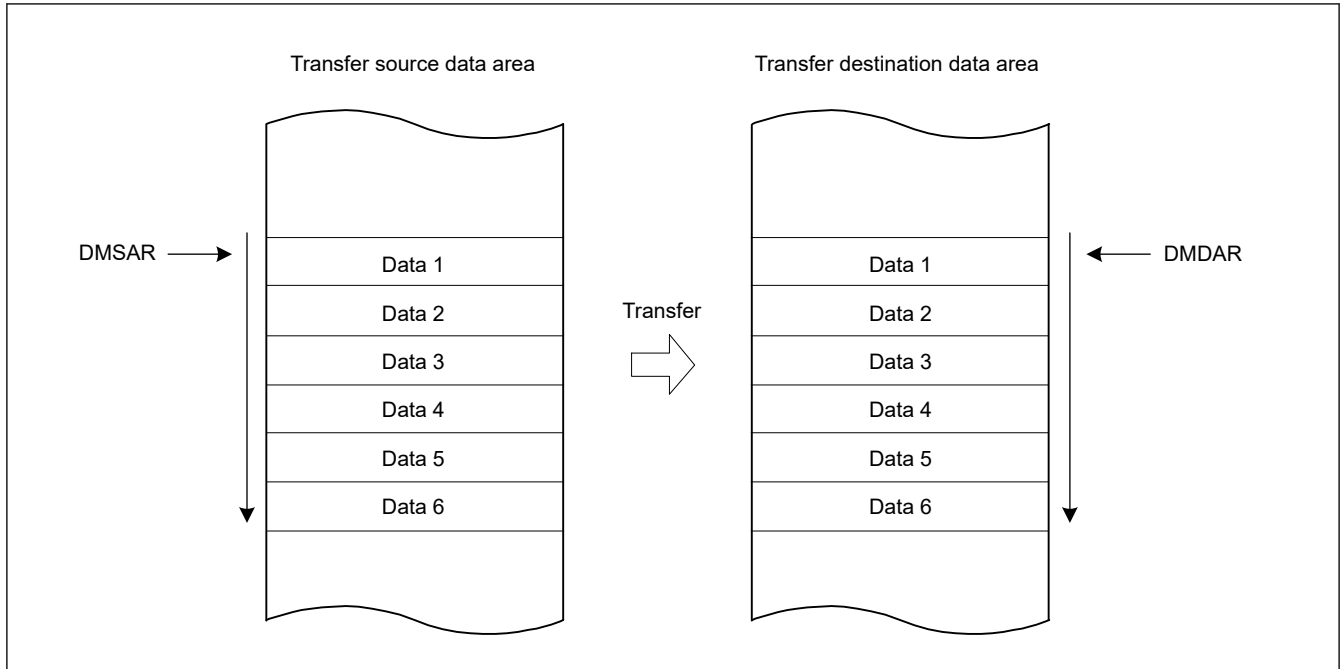 Transfer source data area
Transfer destination data area
DMSAR
Data 1
Data 2
Data 3
Data 4
Data 5
Data 6
Transfer
Data 1
Data 2
Data 3
Data 4
Data 5
Data 6
DMDAR